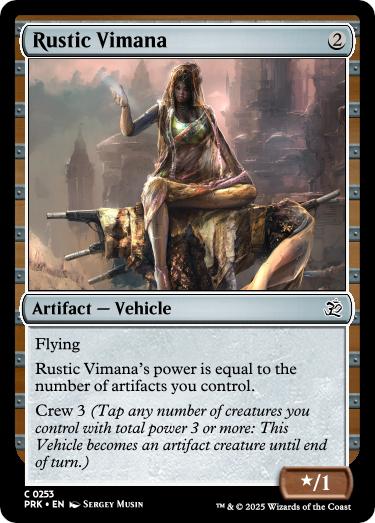 Rustic Vimana 2
Artifact — Vehicle
Flying
Rustic Vimana's power is equal to the
number of artifacts you control.
Crew 3 (Tap any number of creatures you
control with total power 3 or more: This
Vehicle becomes an artifact creature until end
of turn.)
★/1
C 0253
PRK • EN Sergey Musin
™ & © 2025 Wizards of the Coast